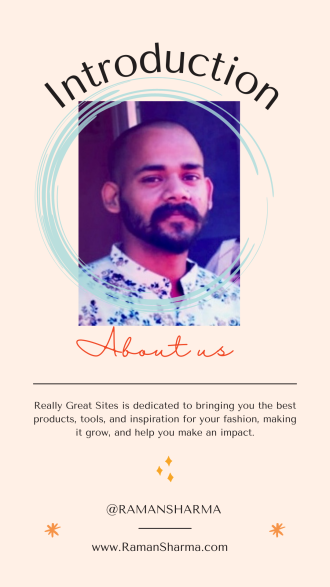 Introduction
About us
Really Great Sites is dedicated to bringing you the best
products, tools, and inspiration for your fashion, making
it grow, and help you make an impact.
@RAMANSHARMA
www.RamanSharma.com